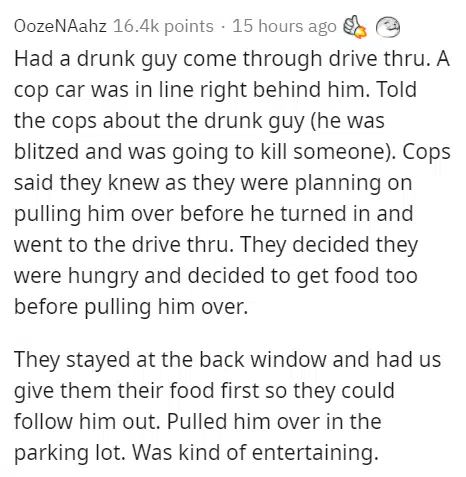 OozeNAahz 16.4k points · 15 hours ago
Had a drunk guy come through drive thru. A
cop car was in line right behind him. Told
the cops about the drunk guy (he was
blitzed and was going to kill someone). Cops
said they knew as they were planning on
pulling him over before he turned in and
went to the drive thru. They decided they
were hungry and decided to get food too
before pulling him over.
They stayed at the back window and had us
give them their food first so they could
follow him out. Pulled him over in the
parking lot. Was kind of entertaining.